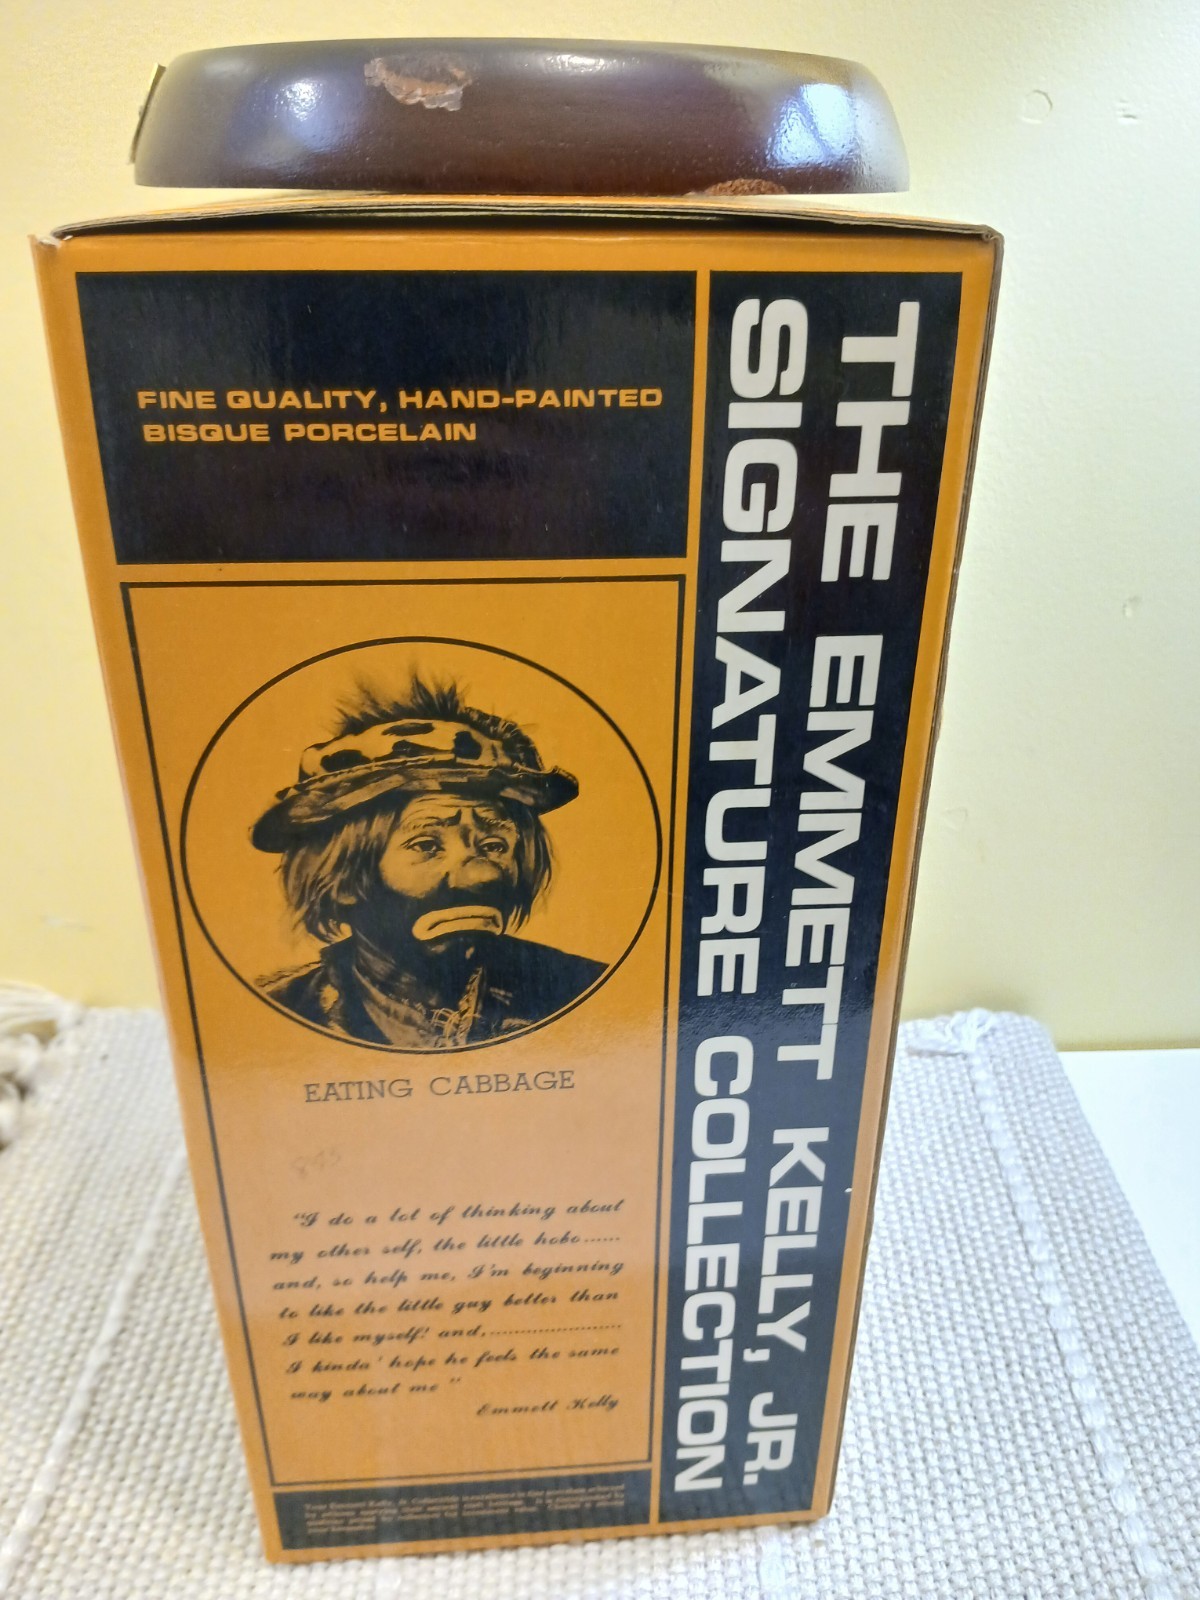 FINE QUALITY, HAND-PAINTED
BISQUE PORCELAIN
THE EMMETT KELLY, JR.
SIGNATURE COLLECTION
EATING CABBAGE
"I do a lot of thinking about
my other self, the little hobo......
and, so help me, I'm beginning
to like the little guy better than
I like myself! and,......................
I kinda' hope he feels the same
way about me"
Emmett Kelly